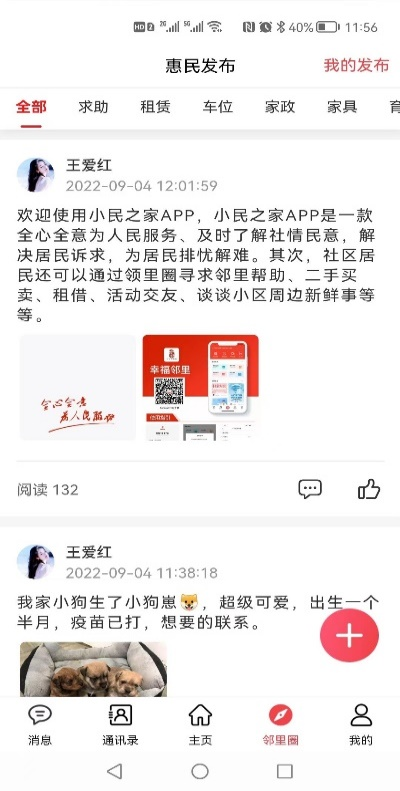 HD 2 2G 5G 40% 11:56
惠民发布
我的发布
全部 求助 租赁 车位 家政 家具
王爱红
2022-09-04 12:01:59
欢迎使用小民之家APP，小民之家APP是一款
全心全意为人民服务、及时了解社情民意，解
决居民诉求，为居民排忧解难。其次，社区居
民还可以通过领里圈寻求邻里帮助、二手买
卖、租借、活动交友、谈谈小区周边新鲜事等
等。
全心全意
为人民服务
幸福邻里
阅读 132
王爱红
2022-09-04 11:38:18
我家小狗生了小狗崽🐶，超级可爱，出生一个
半月，疫苗已打，想要的联系。
消息 通讯录 主页 邻里圈 我的